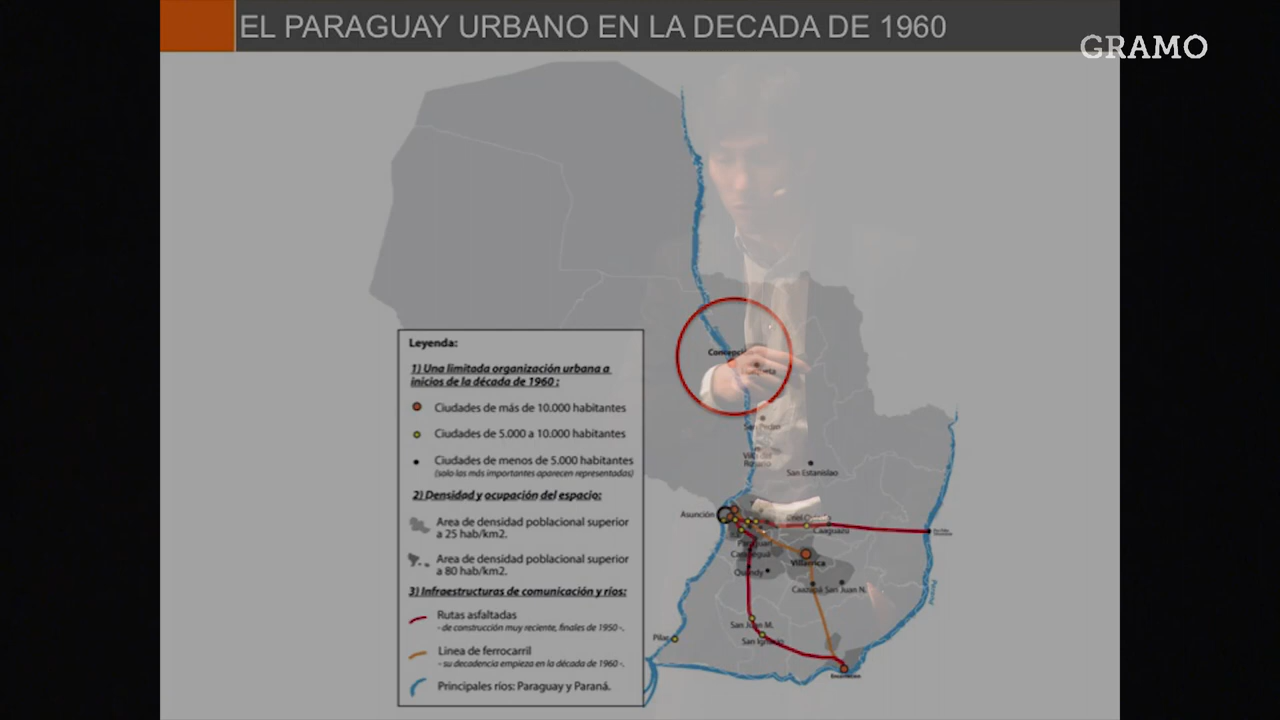 EL PARAGUAY URBANO EN LA DECADA DE 1960
GRAMO
Leyenda:
1) Una limitada organización urbana a
inicios de la década de 1960 :
Ciudades de más de 10.000 habitantes
Ciudades de 5.000 a 10.000 habitantes
Ciudades de menos de 5.000 habitantes
(solo las más importantes aparecen representadas)
2) Densidad y ocupación del espacio:
Area de densidad poblacional superior
a 25 hab/km2.
Area de densidad poblacional superior
a 80 hab/km2.
3) Infraestructuras de comunicación y ríos:
Rutas asfaltadas
- de construcción muy reciente, finales de 1950 -.
Linea de ferrocarril
- su decadencia empieza en la década de 1960 -.
Principales ríos: Paraguay y Paraná.
San Pedro
San Estanislao
Asunción
Caaguazú
Villarrica
Quiindy
Caazapá San Juan N.
San Juan M.
San Ignacio
Pilar
Encarnación
Paraná